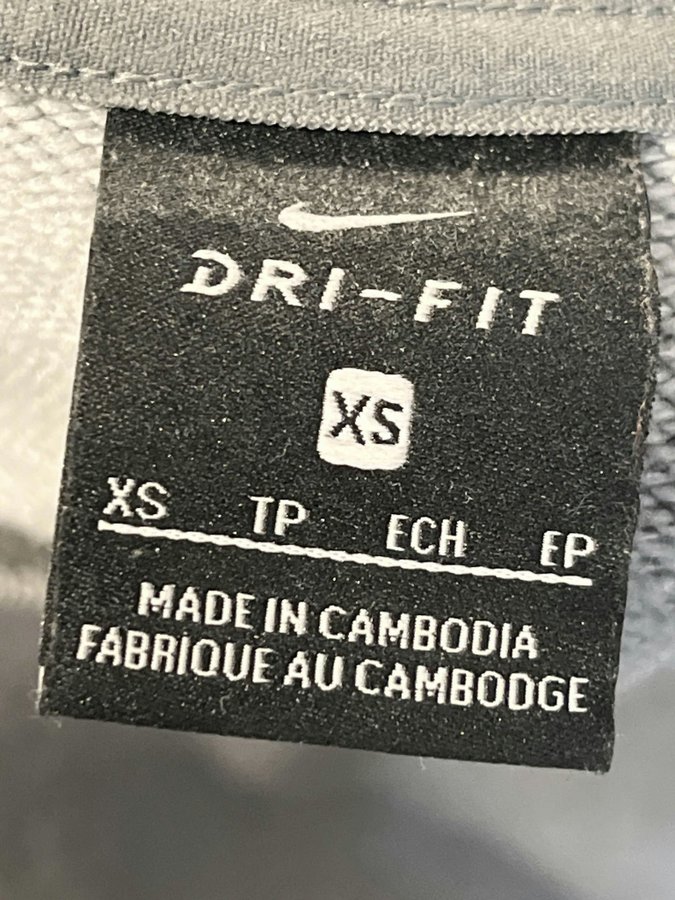 DRI-FIT
XS
XS TP ECH EP
MADE IN CAMBODIA
FABRIQUE AU CAMBODGE